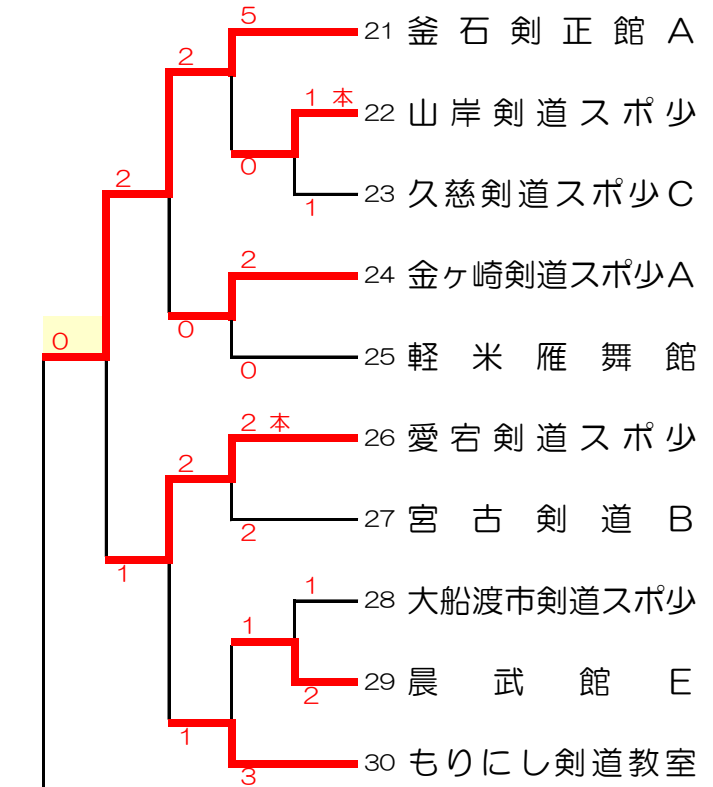 5
21 釜石剣正館A
2
1本
22 山岸剣道スポ少
0
2
23 久慈剣道スポ少C
1
2
24 金ヶ崎剣道スポ少A
0
0
25 軽米雁舞館
0
2本
26 愛宕剣道スポ少
2
27 宮古剣道B
2
1
1
28 大船渡市剣道スポ少
1
29 晨武館E
2
1
30 もりにし剣道教室
3